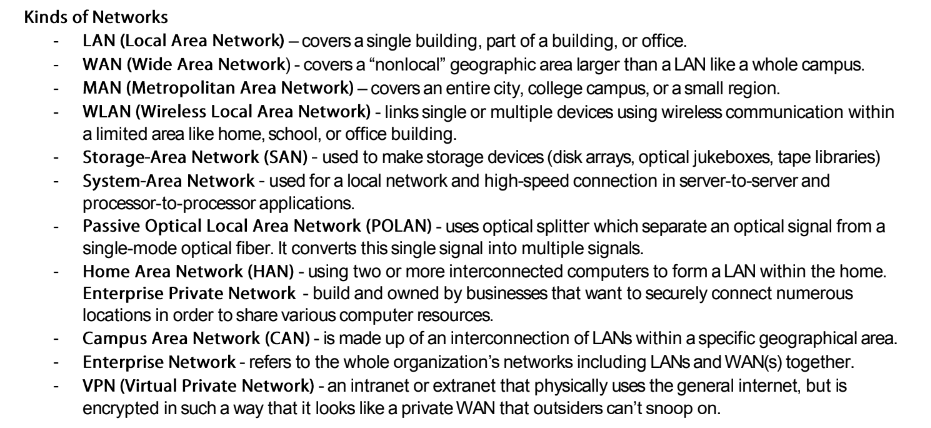 Kinds of Networks
- LAN (Local Area Network) – covers a single building, part of a building, or office.
- WAN (Wide Area Network) - covers a “nonlocal” geographic area larger than a LAN like a whole campus.
- MAN (Metropolitan Area Network) – covers an entire city, college campus, or a small region.
- WLAN (Wireless Local Area Network) - links single or multiple devices using wireless communication within
a limited area like home, school, or office building.
- Storage-Area Network (SAN) - used to make storage devices (disk arrays, optical jukeboxes, tape libraries)
- System-Area Network - used for a local network and high-speed connection in server-to-server and
processor-to-processor applications.
- Passive Optical Local Area Network (POLAN) - uses optical splitter which separate an optical signal from a
single-mode optical fiber. It converts this single signal into multiple signals.
- Home Area Network (HAN) - using two or more interconnected computers to form a LAN within the home.
Enterprise Private Network - build and owned by businesses that want to securely connect numerous
locations in order to share various computer resources.
- Campus Area Network (CAN) - is made up of an interconnection of LANs within a specific geographical area.
- Enterprise Network - refers to the whole organization’s networks including LANs and WAN(s) together.
- VPN (Virtual Private Network) - an intranet or extranet that physically uses the general internet, but is
encrypted in such a way that it looks like a private WAN that outsiders can’t snoop on.